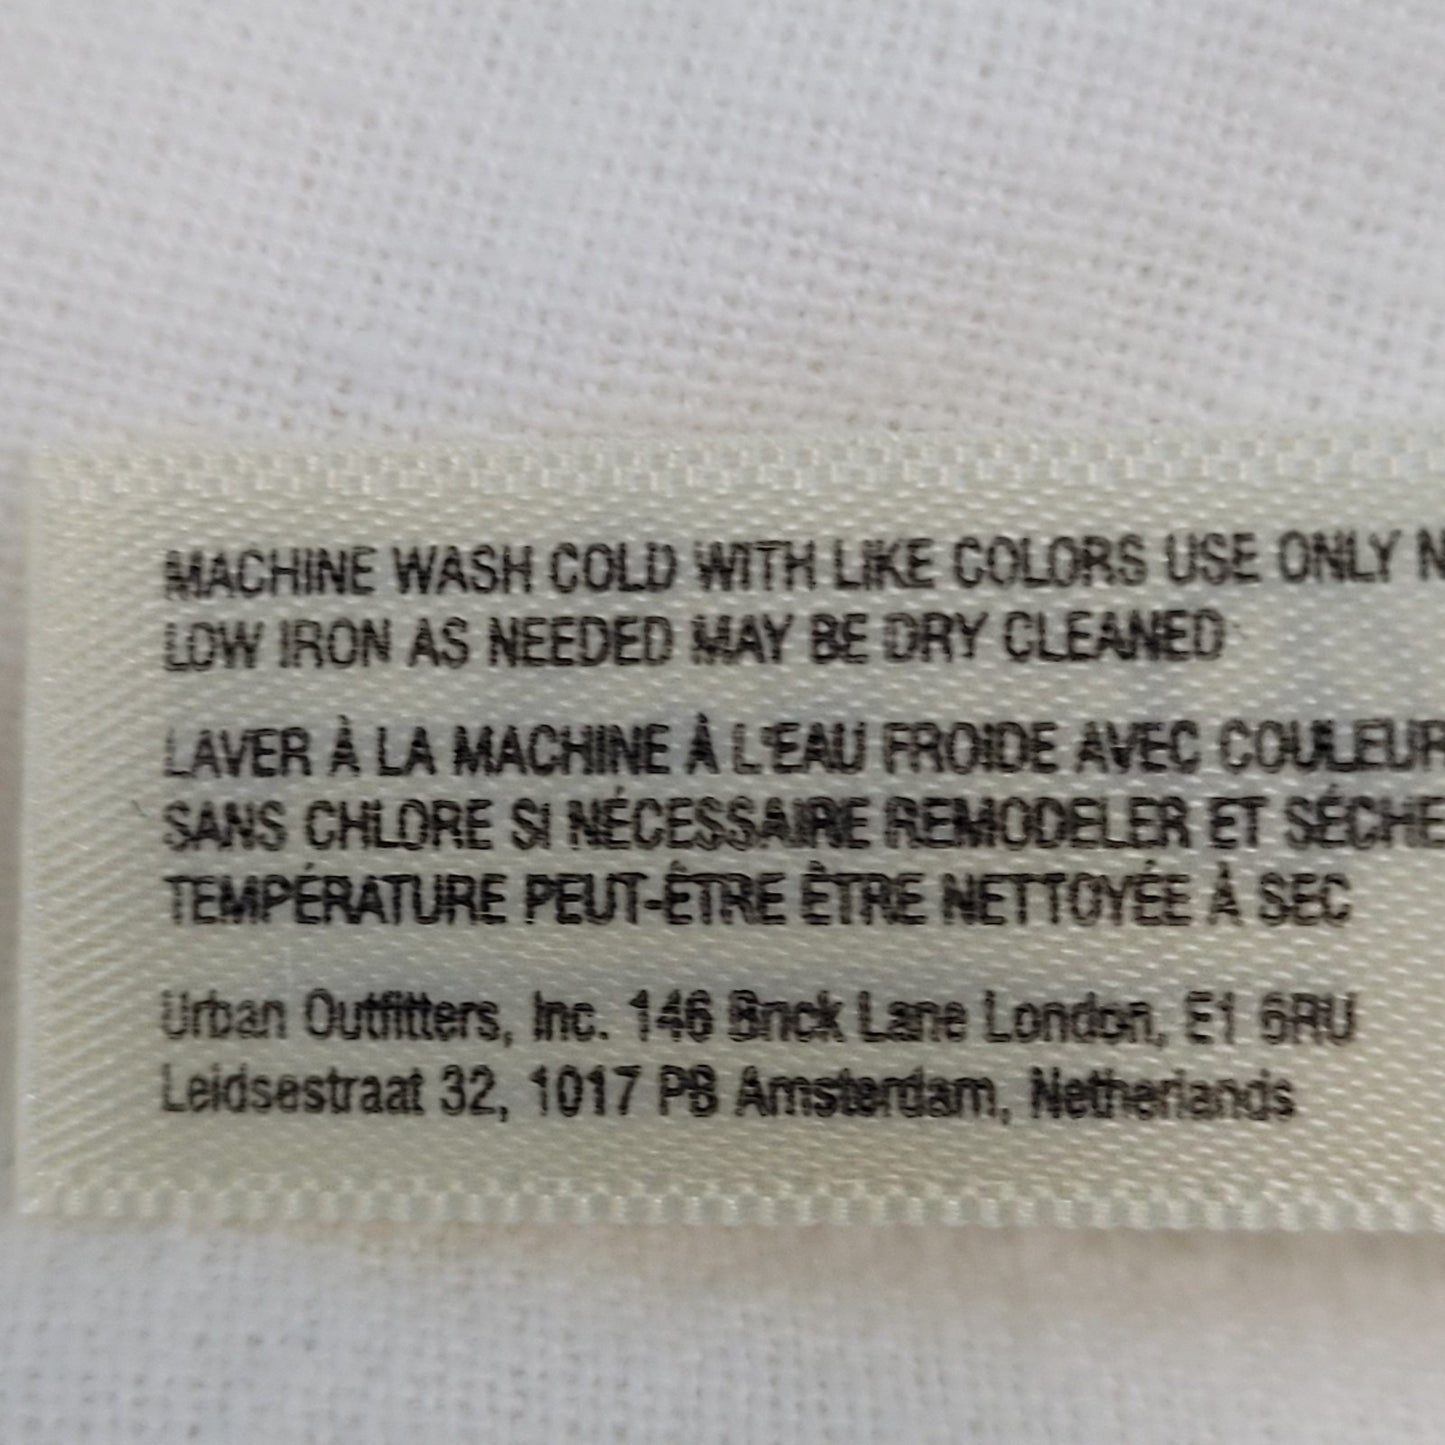 MACHINE WASH COLD WITH LIKE COLORS USE ONLY N
LOW IRON AS NEEDED MAY BE DRY CLEANED
LAVER À LA MACHINE À L'EAU FROIDE AVEC COULEUR
SANS CHLORE SI NÉCESSAIRE REMODELER ET SÉCHE
TEMPÉRATURE PEUT-ÊTRE ÊTRE NETTOYÉE À SEC
Urban Outfitters, Inc. 146 Brick Lane London, E1 6RU
Leidsestraat 32, 1017 PB Amsterdam, Netherlands